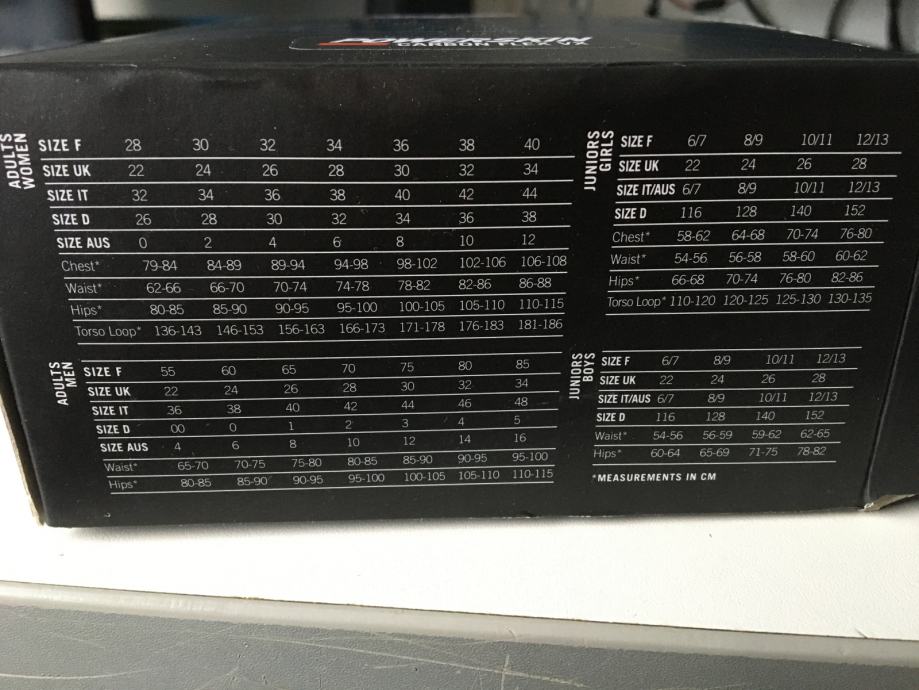 POWERSKIN
CARBON FLEX VX
ADULTS
WOMEN
SIZE F 28 30 32 34 36 38 40
SIZE UK 22 24 26 28 30 32 34
SIZE IT 32 34 36 38 40 42 44
SIZE D 26 28 30 32 34 36 38
SIZE AUS 0 2 4 6 8 10 12
Chest* 79-84 84-89 89-94 94-98 98-102 102-106 106-108
Waist* 62-66 66-70 70-74 74-78 78-82 82-86 86-88
Hips* 80-85 85-90 90-95 95-100 100-105 105-110 110-115
Torso Loop* 136-143 146-153 156-163 166-173 171-178 176-183 181-186
JUNIORS
GIRLS
SIZE F 6/7 8/9 10/11 12/13
SIZE UK 22 24 26 28
SIZE IT/AUS 6/7 8/9 10/11 12/13
SIZE D 116 128 140 152
Chest* 58-62 64-68 70-74 76-80
Waist* 54-56 56-58 58-60 60-62
Hips* 66-68 70-74 76-80 82-86
Torso Loop* 110-120 120-125 125-130 130-135
ADULTS
MEN
SIZE F 55 60 65 70 75 80 85
SIZE UK 22 24 26 28 30 32 34
SIZE IT 36 38 40 42 44 46 48
SIZE D 00 0 1 2 3 4 5
SIZE AUS 4 6 8 10 12 14 16
Waist* 65-70 70-75 75-80 80-85 85-90 90-95 95-100
Hips* 80-85 85-90 90-95 95-100 100-105 105-110 110-115
JUNIORS
BOYS
SIZE F 6/7 8/9 10/11 12/13
SIZE UK 22 24 26 28
SIZE IT/AUS 6/7 8/9 10/11 12/13
SIZE D 116 128 140 152
Waist* 54-56 56-59 59-62 62-65
Hips* 60-64 65-69 71-75 78-82
*MEASUREMENTS IN CM